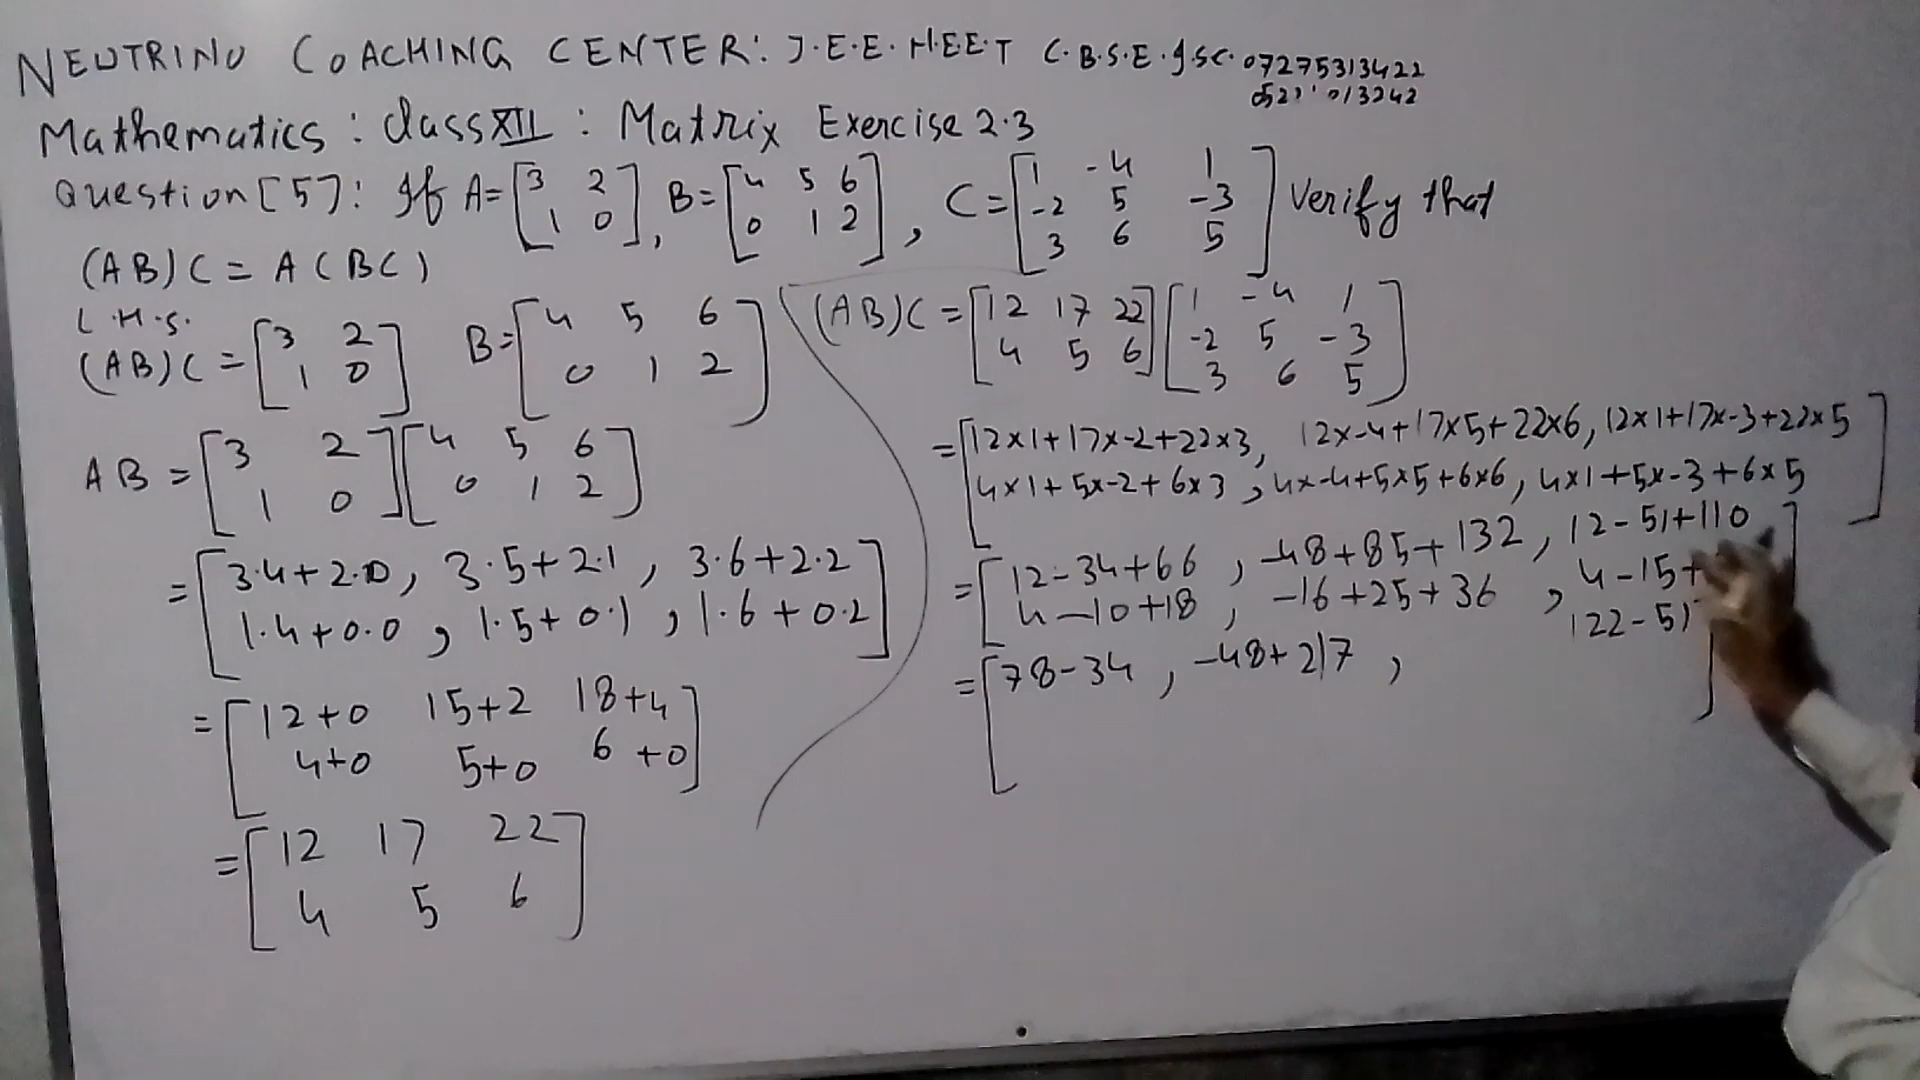 NEUTRINO COACHING CENTER: J.E.E. N.E.E.T C.B.S.E. I.SC. 07275313422
Mathematics : Class XII : Matrix Exercise 2.3
Question [5]: If A = [3 2 , B = [4 5 6 , C = [1 -4 1 Verify that
1 0] 0 1 2] -2 5 -3
3 6 5]
(AB)C = A(BC)
L.H.S.
(AB)C = [3 2 B = [4 5 6
1 0] 0 1 2]
AB = [3 2 [4 5 6
1 0] 0 1 2]
= [3.4+2.0, 3.5+2.1, 3.6+2.2
1.4+0.0, 1.5+0.1, 1.6+0.2]
= [12+0 15+2 18+4
4+0 5+0 6+0]
= [12 17 22
4 5 6]
(AB)C = [12 17 22 [1 -4 1
4 5 6] -2 5 -3
3 6 5]
= [12×1+17×-2+22×3, 12×-4+17×5+22×6, 12×1+17×-3+22×5
4×1+5×-2+6×3, 4×-4+5×5+6×6, 4×1+5×-3+6×5]
= [12-34+66, -48+85+132, 12-51+110
4-10+18, -16+25+36, 4-15+
= [78-34, -48+217, 122-51